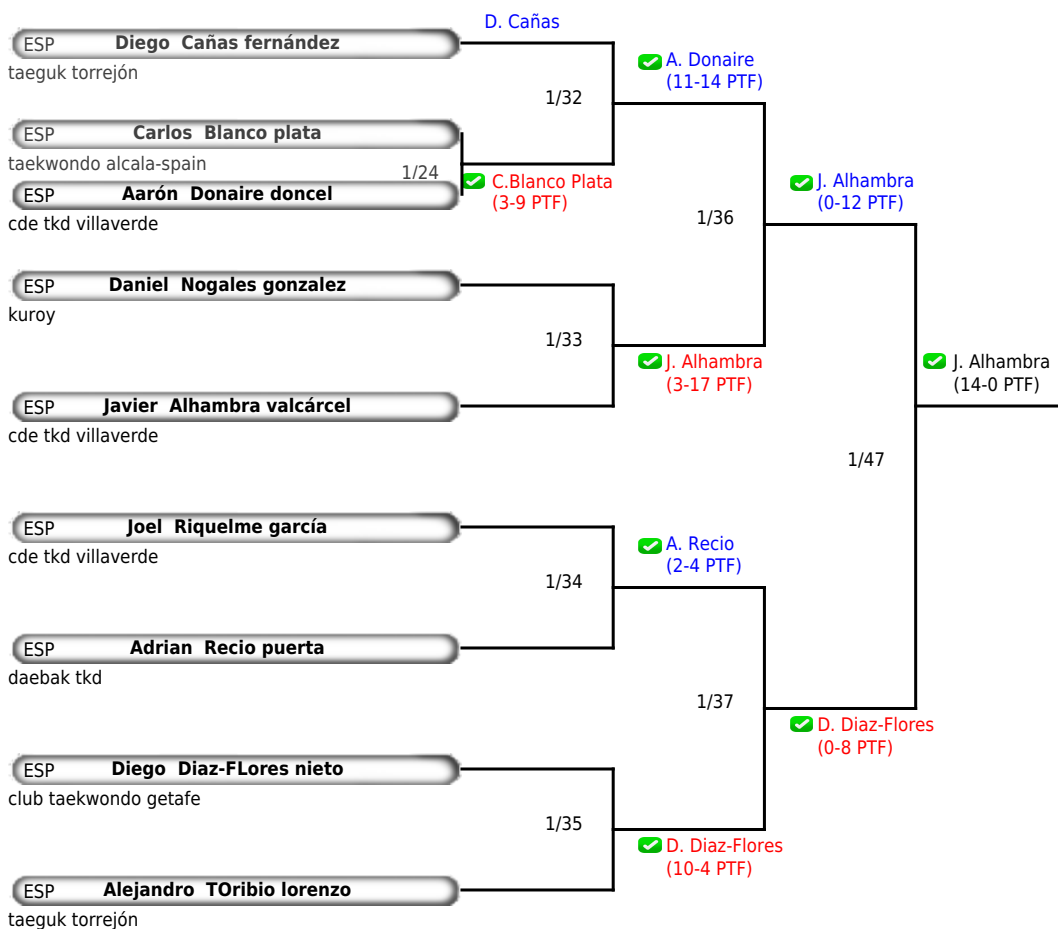 D. Cañas
ESP Diego Cañas fernández
taeguk torrejón
A. Donaire
(11-14 PTF)
1/32
ESP Carlos Blanco plata
taekwondo alcala-spain
1/24
C.Blanco Plata
(3-9 PTF)
ESP Aarón Donaire doncel
cde tkd villaverde
J. Alhambra
(0-12 PTF)
1/36
ESP Daniel Nogales gonzalez
kuroy
1/33
J. Alhambra
(3-17 PTF)
J. Alhambra
(14-0 PTF)
ESP Javier Alhambra valcárcel
cde tkd villaverde
1/47
ESP Joel Riquelme garcía
cde tkd villaverde
A. Recio
(2-4 PTF)
1/34
ESP Adrian Recio puerta
daebak tkd
1/37
D. Diaz-Flores
(0-8 PTF)
ESP Diego Diaz-FLores nieto
club taekwondo getafe
1/35
D. Diaz-Flores
(10-4 PTF)
ESP Alejandro TOribio lorenzo
taeguk torrejón